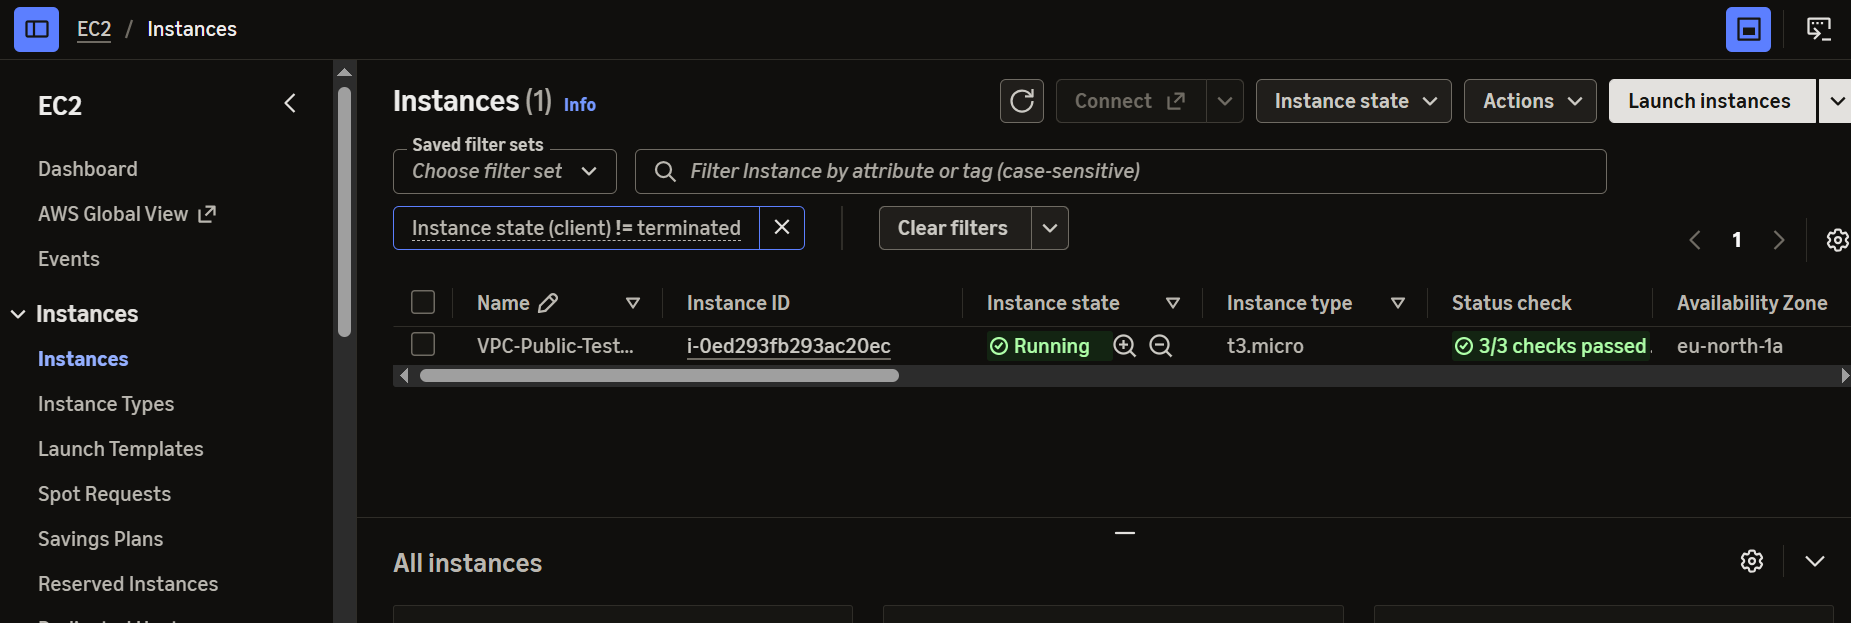 EC2 / Instances
EC2
Dashboard
AWS Global View
Events
Instances
Instances
Instance Types
Launch Templates
Spot Requests
Savings Plans
Reserved Instances
Instances (1) Info
Connect
Instance state
Actions
Launch instances
Saved filter sets
Choose filter set
Filter Instance by attribute or tag (case-sensitive)
Instance state (client) != terminated
Clear filters
1
Name Instance ID Instance state Instance type Status check Availability Zone
VPC-Public-Test... i-0ed293fb293ac20ec Running t3.micro 3/3 checks passed eu-north-1a
All instances